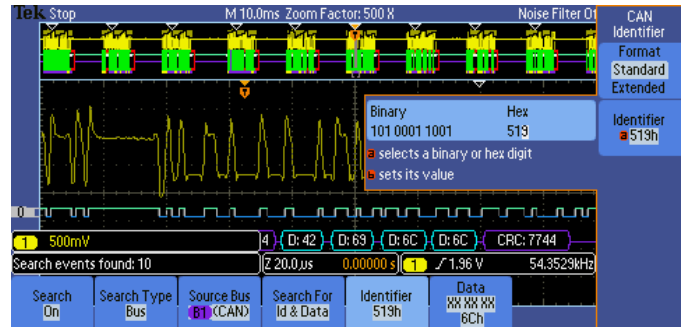 Tek Stop M 10.0ms Zoom Factor: 500 X Noise Filter Of
CAN
Identifier
Format
Standard
Extended
Identifier
a 519h
Binary Hex
101 0001 1001 519
a selects a binary or hex digit
b sets its value
0
1 500mV
4 D: 42 D: 69 D: 6C D: 6C CRC: 7744
Search events found: 10 Z 20.0µs 0.00000 s 1 1.96 V 54.3529kHz
Search
On
Search Type
Bus
Source Bus
B1 (CAN)
Search For
Id & Data
Identifier
519h
Data
XX XX XX
6Ch